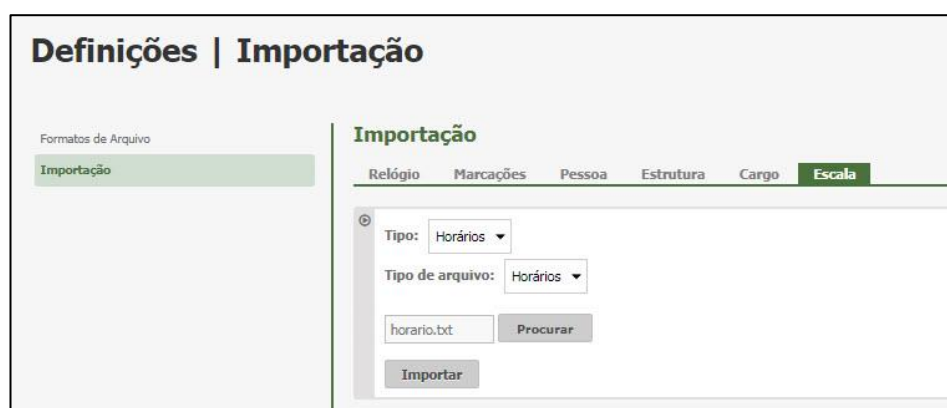 Definições | Importação
Formatos de Arquivo
Importação
Importação
Relógio Marcações Pessoa Estrutura Cargo Escala
Tipo: Horários
Tipo de arquivo: Horários
horario.txt Procurar
Importar